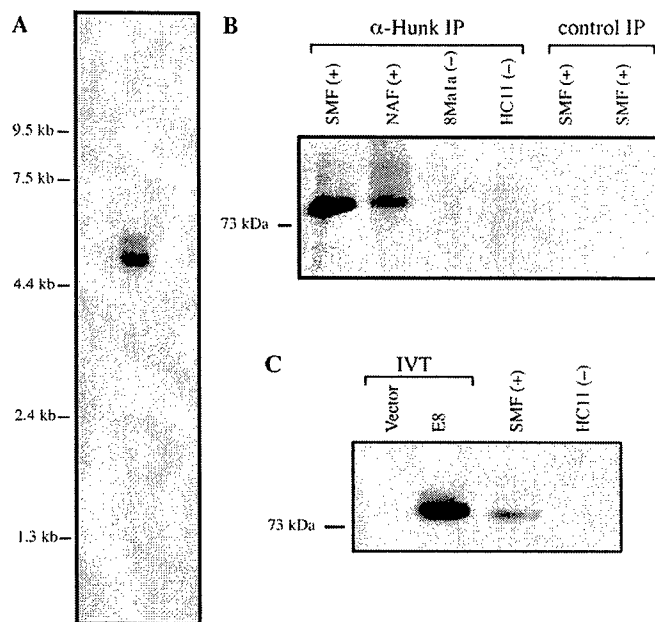 A
9.5 kb
7.5 kb
4.4 kb
2.4 kb
1.3 kb
B
α-Hunk IP
control IP
SMF (+)
NAF (+)
8Ma1a (–)
HC11 (–)
SMF (+)
SMF (+)
73 kDa
C
IVT
Vector
E8
SMF (+)
HC11 (–)
73 kDa